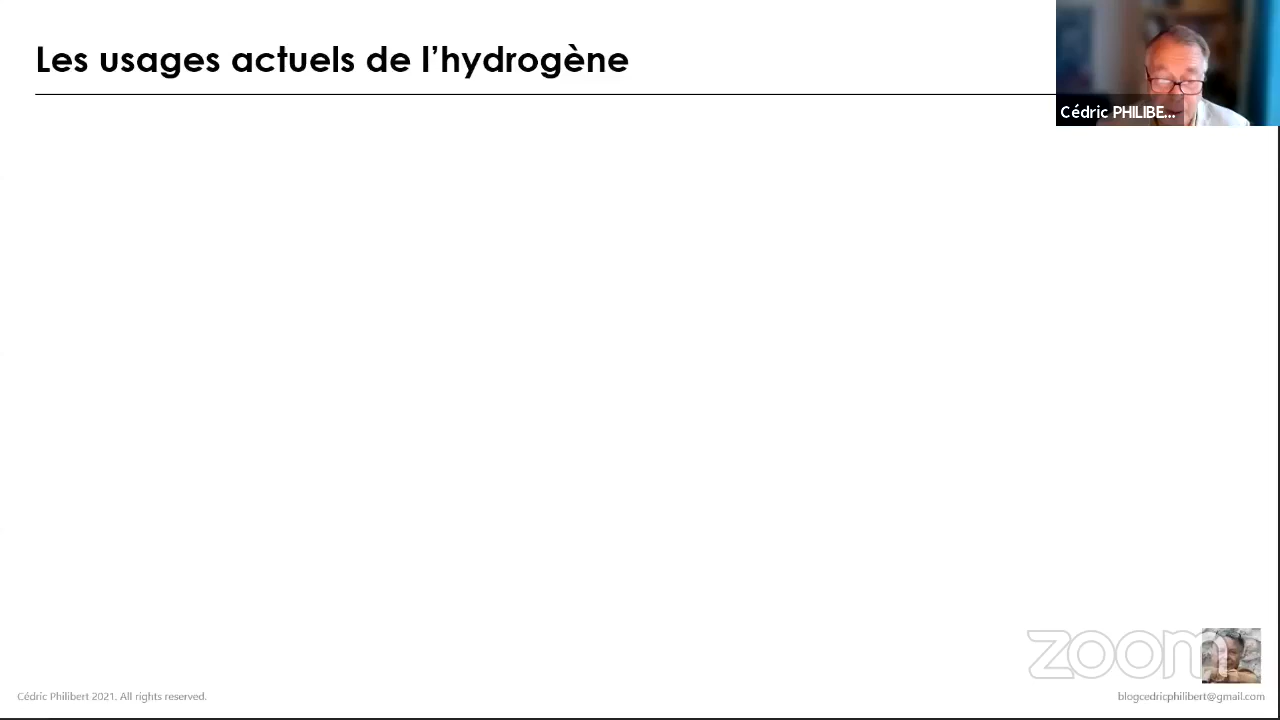 Les usages actuels de l’hydrogène
Cédric PHILIBE...
zoom
Cédric Philibert 2021. All rights reserved.
blogcedricphilibert@gmail.com